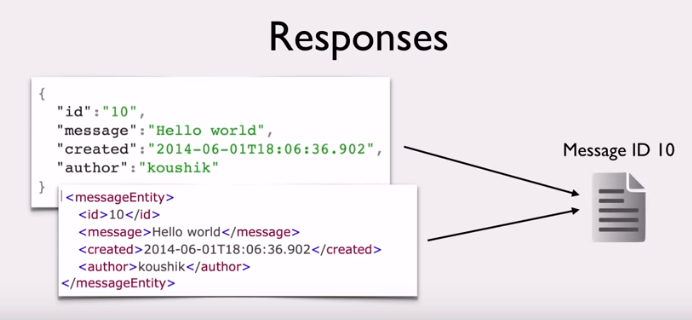 Responses
{
"id":"10",
"message":"Hello world",
"created":"2014-06-01T18:06:36.902",
"author":"koushik"
}
<messageEntity>
<id>10</id>
<message>Hello world</message>
<created>2014-06-01T18:06:36.902</created>
<author>koushik</author>
</messageEntity>
Message ID 10